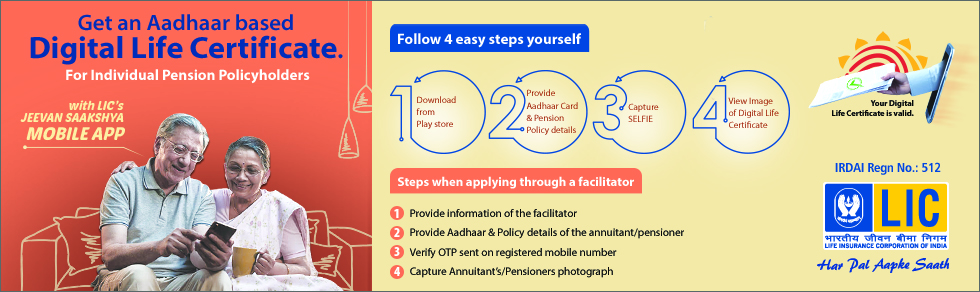 Get an Aadhaar based
Digital Life Certificate.
For Individual Pension Policyholders
with LIC's
JEEVAN SAAKSHYA
MOBILE APP
Follow 4 easy steps yourself
1
Download
from
Play store
2
Provide
Aadhaar Card
& Pension
Policy details
3
Capture
SELFIE
4
View Image
of Digital Life
Certificate
Your Digital
Life Certificate is valid.
Steps when applying through a facilitator
1 Provide information of the facilitator
2 Provide Aadhaar & Policy details of the annuitant/pensioner
3 Verify OTP sent on registered mobile number
4 Capture Annuitant's/Pensioners photograph
IRDAI Regn No.: 512
LIC
भारतीय जीवन बीमा निगम
LIFE INSURANCE CORPORATION OF INDIA
Har Pal Aapke Saath